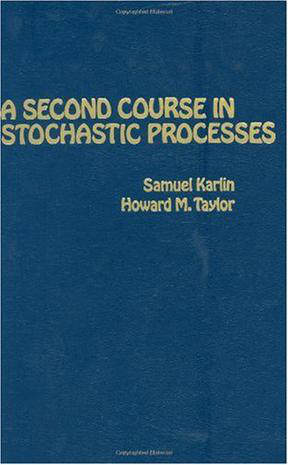 A SECOND COURSE IN
STOCHASTIC PROCESSES
Samuel Karlin
Howard M. Taylor